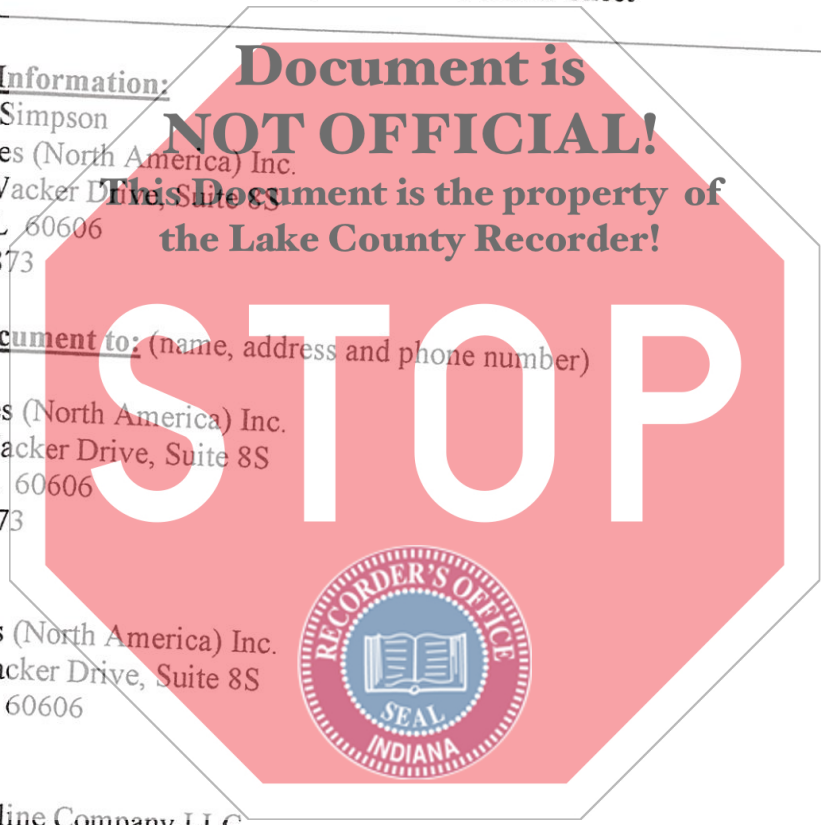 Document is
Information:
Simpson
NOT OFFICIAL!
es (North America) Inc.
acker Drive, Suite 8S
This Document is the property of
60606
the Lake County Recorder!
73
cument to: (name, address and phone number)
STOP
s (North America) Inc.
acker Drive, Suite 8S
60606
73
RECORDER'S OFFICE
s (North America) Inc.
cker Drive, Suite 8S
60606
SEAL
INDIANA
line Company LLC